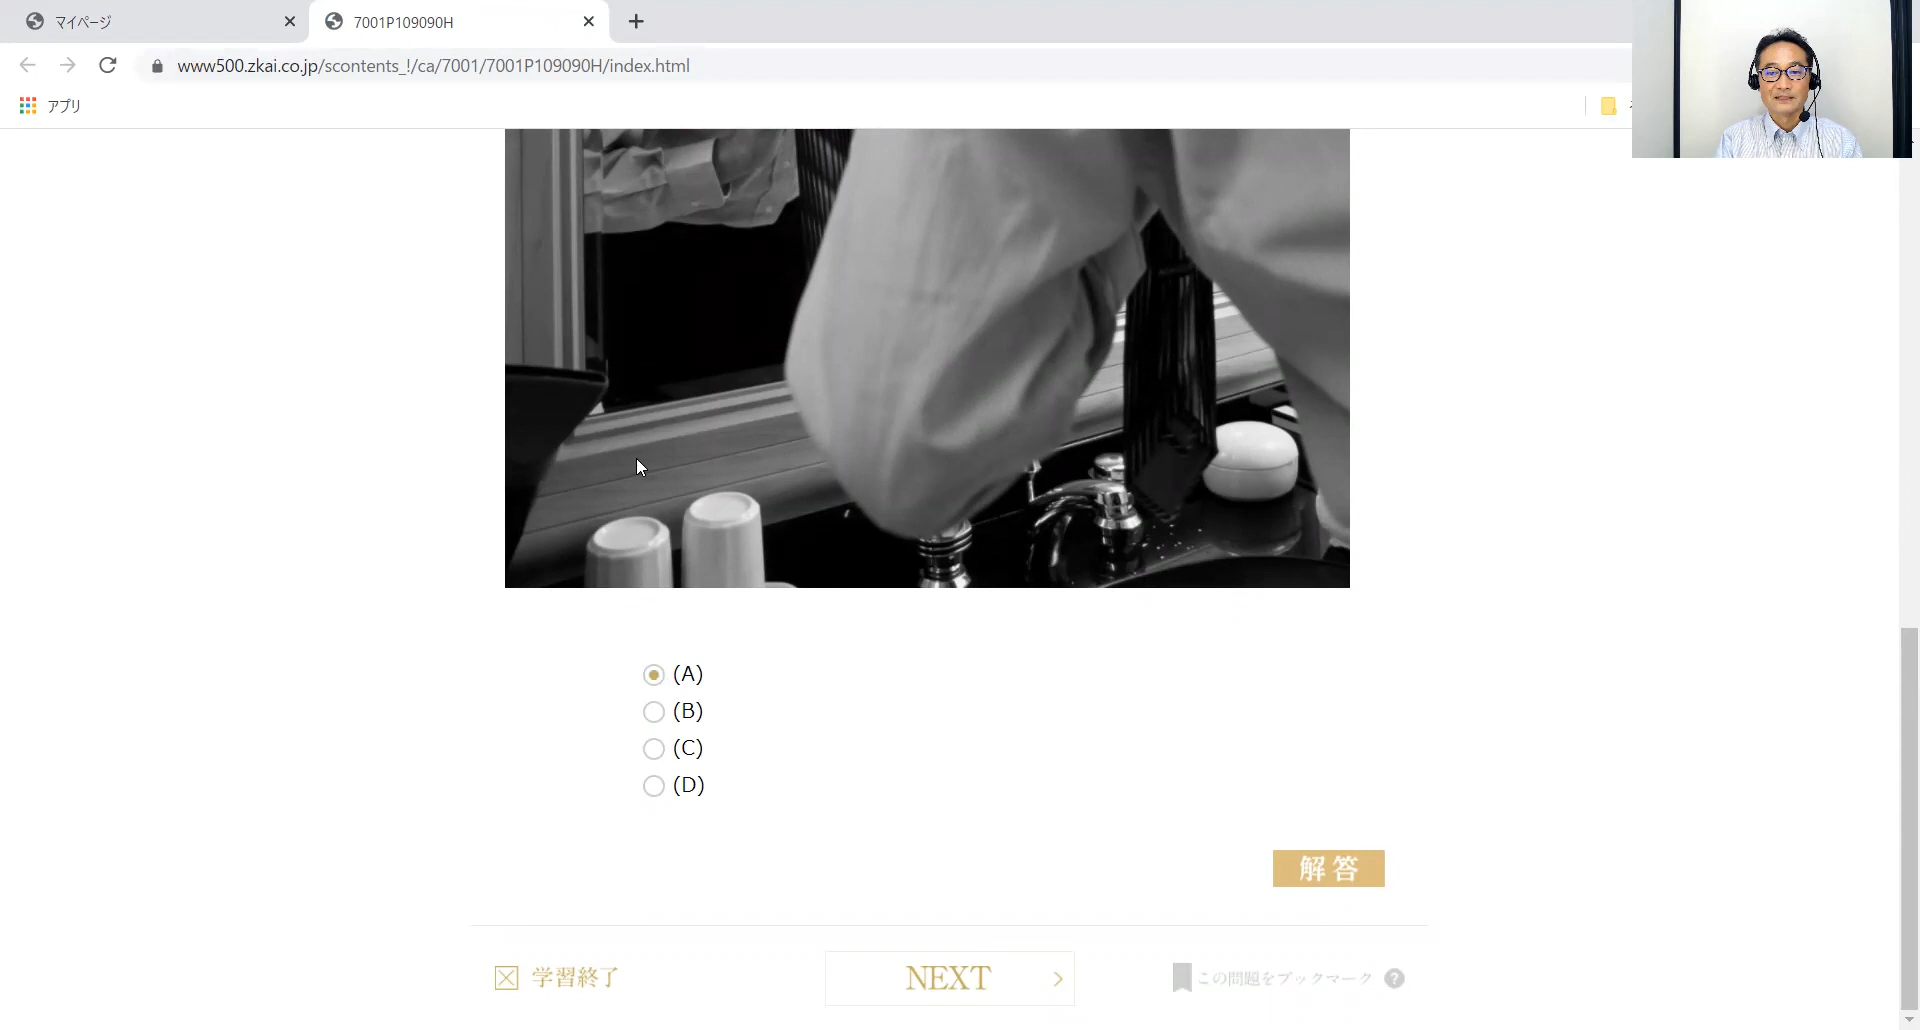 マイページ
7001P109090H
www500.zkai.co.jp/scontents_!/ca/7001/7001P109090H/index.html
アプリ
(A)
(B)
(C)
(D)
解答
学習終了
NEXT
この問題をブックマーク ?